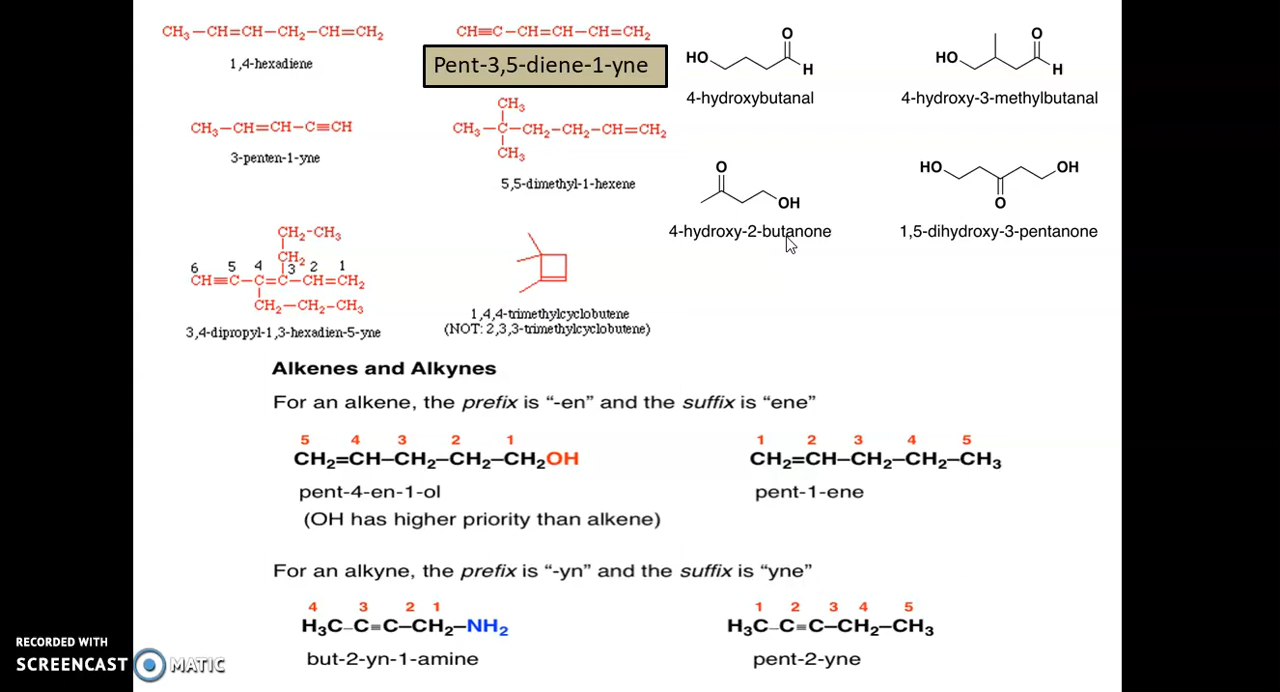 CH₃—CH=CH—CH₂—CH=CH₂
1,4-hexadiene
CH≡C—CH=CH—CH=CH₂
Pent-3,5-diene-1-yne
HO
O
H
4-hydroxybutanal
HO
O
H
4-hydroxy-3-methylbutanal
CH₃—CH=CH—C≡CH
3-penten-1-yne
CH₃
CH₃—C—CH₂—CH₂—CH=CH₂
CH₃
5,5-dimethyl-1-hexene
O
OH
4-hydroxy-2-butanone
HO
OH
O
1,5-dihydroxy-3-pentanone
CH₂—CH₃
CH₂
6 5 4 3 2 1
CH≡C—C=C—CH=CH₂
CH₂—CH₂—CH₃
3,4-dipropyl-1,3-hexadien-5-yne
1,4,4-trimethylcyclobutene
(NOT: 2,3,3-trimethylcyclobutene)
Alkenes and Alkynes
For an alkene, the prefix is “-en” and the suffix is “ene”
5 4 3 2 1
CH₂=CH—CH₂—CH₂—CH₂OH
pent-4-en-1-ol
(OH has higher priority than alkene)
1 2 3 4 5
CH₂=CH—CH₂—CH₂—CH₃
pent-1-ene
For an alkyne, the prefix is “-yn” and the suffix is “yne”
4 3 2 1
H₃C—C≡C—CH₂—NH₂
but-2-yn-1-amine
1 2 3 4 5
H₃C—C≡C—CH₂—CH₃
pent-2-yne
RECORDED WITH
SCREENCAST MATIC